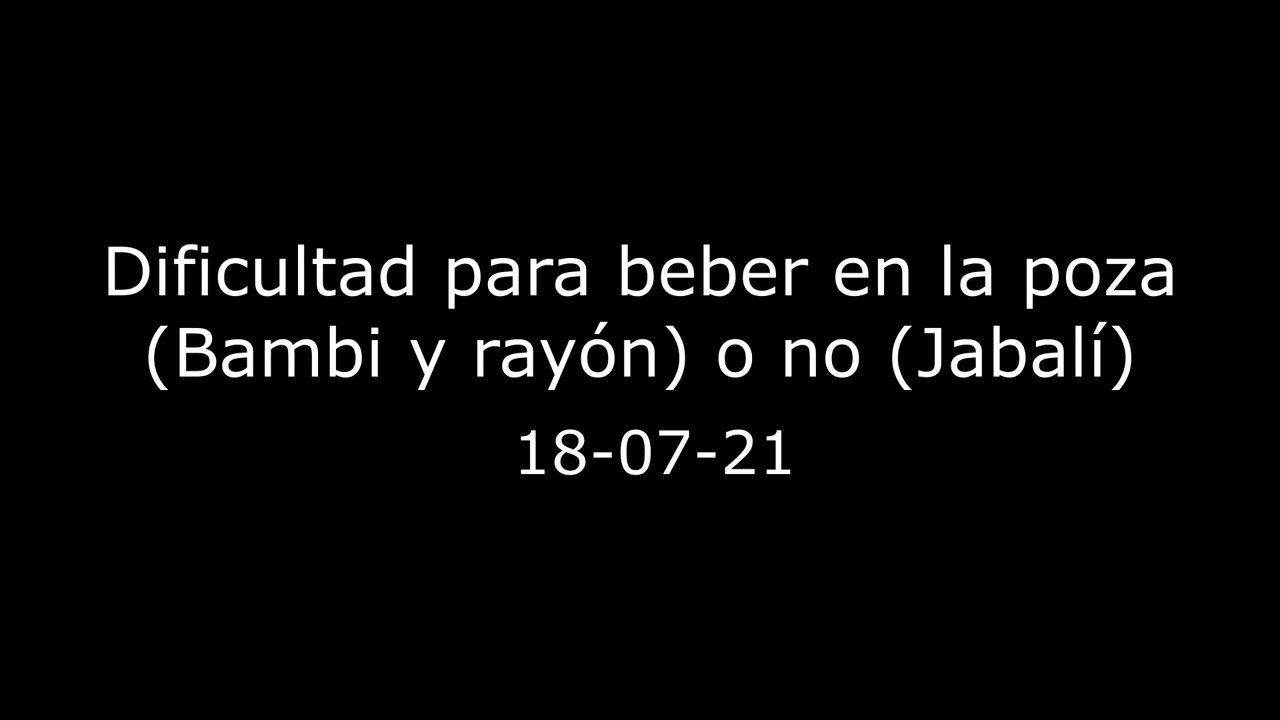 Dificultad para beber en la poza
(Bambi y rayón) o no (Jabalí)
18-07-21